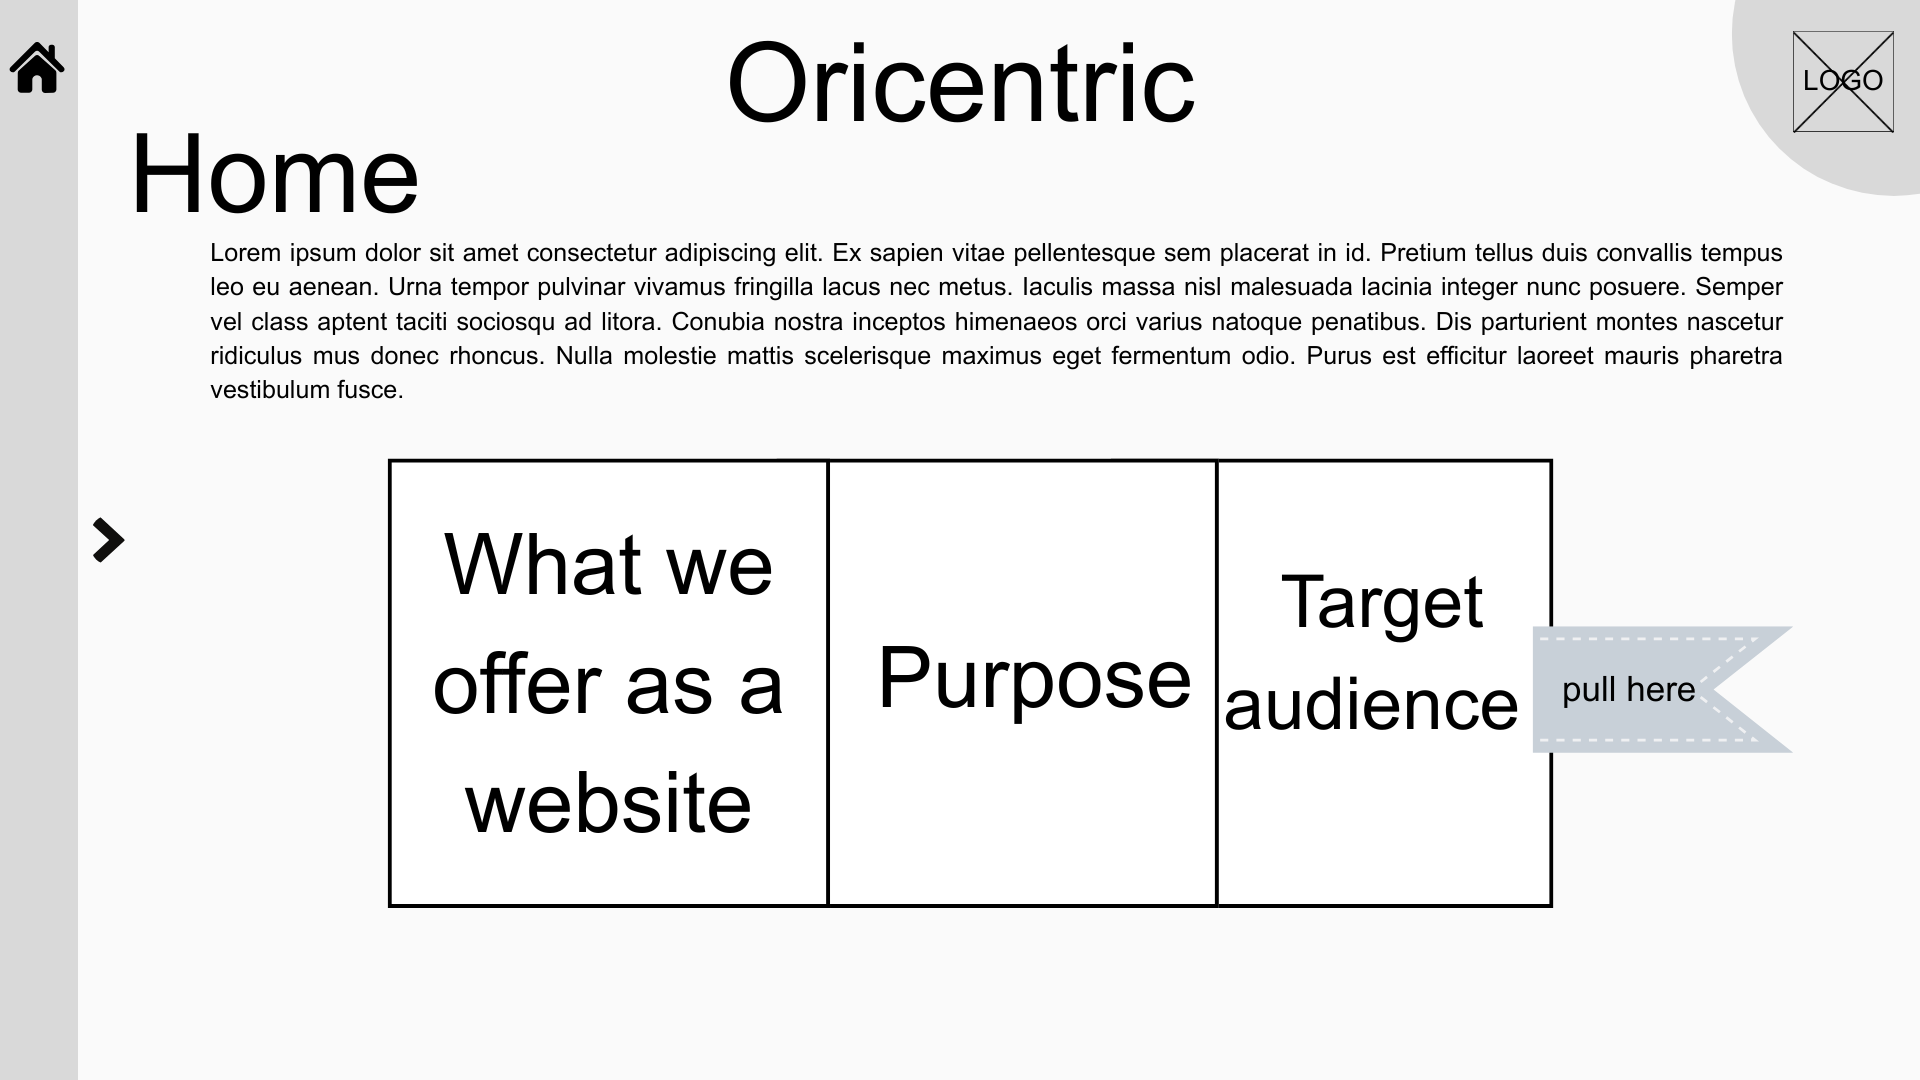 Oricentric
LOGO
Home
Lorem ipsum dolor sit amet consectetur adipiscing elit. Ex sapien vitae pellentesque sem placerat in id. Pretium tellus duis convallis tempus
leo eu aenean. Urna tempor pulvinar vivamus fringilla lacus nec metus. Iaculis massa nisl malesuada lacinia integer nunc posuere. Semper
vel class aptent taciti sociosqu ad litora. Conubia nostra inceptos himenaeos orci varius natoque penatibus. Dis parturient montes nascetur
ridiculus mus donec rhoncus. Nulla molestie mattis scelerisque maximus eget fermentum odio. Purus est efficitur laoreet mauris pharetra
vestibulum fusce.
What we
offer as a
website
Purpose
Target
audience
pull here